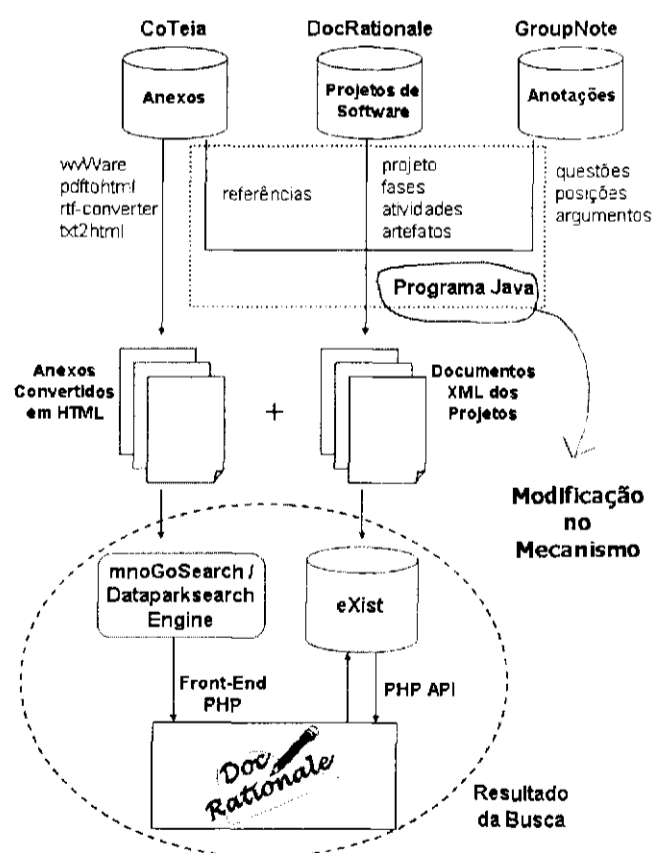 CoTeia
DocRationale
GroupNote
Anexos
Projetos de
Software
Anotações
wvWare
pdftohtml
rtf-converter
txt2html
referências
projeto
fases
atividades
artefatos
questões
posições
argumentos
Programa Java
Anexos
Convertidos
em HTML
+
Documentos
XML dos
Projetos
Modificação
no
Mecanismo
mnoGoSearch /
Dataparksearch
Engine
eXist
Front-End
PHP
PHP API
Doc
Rationale
Resultado
da Busca